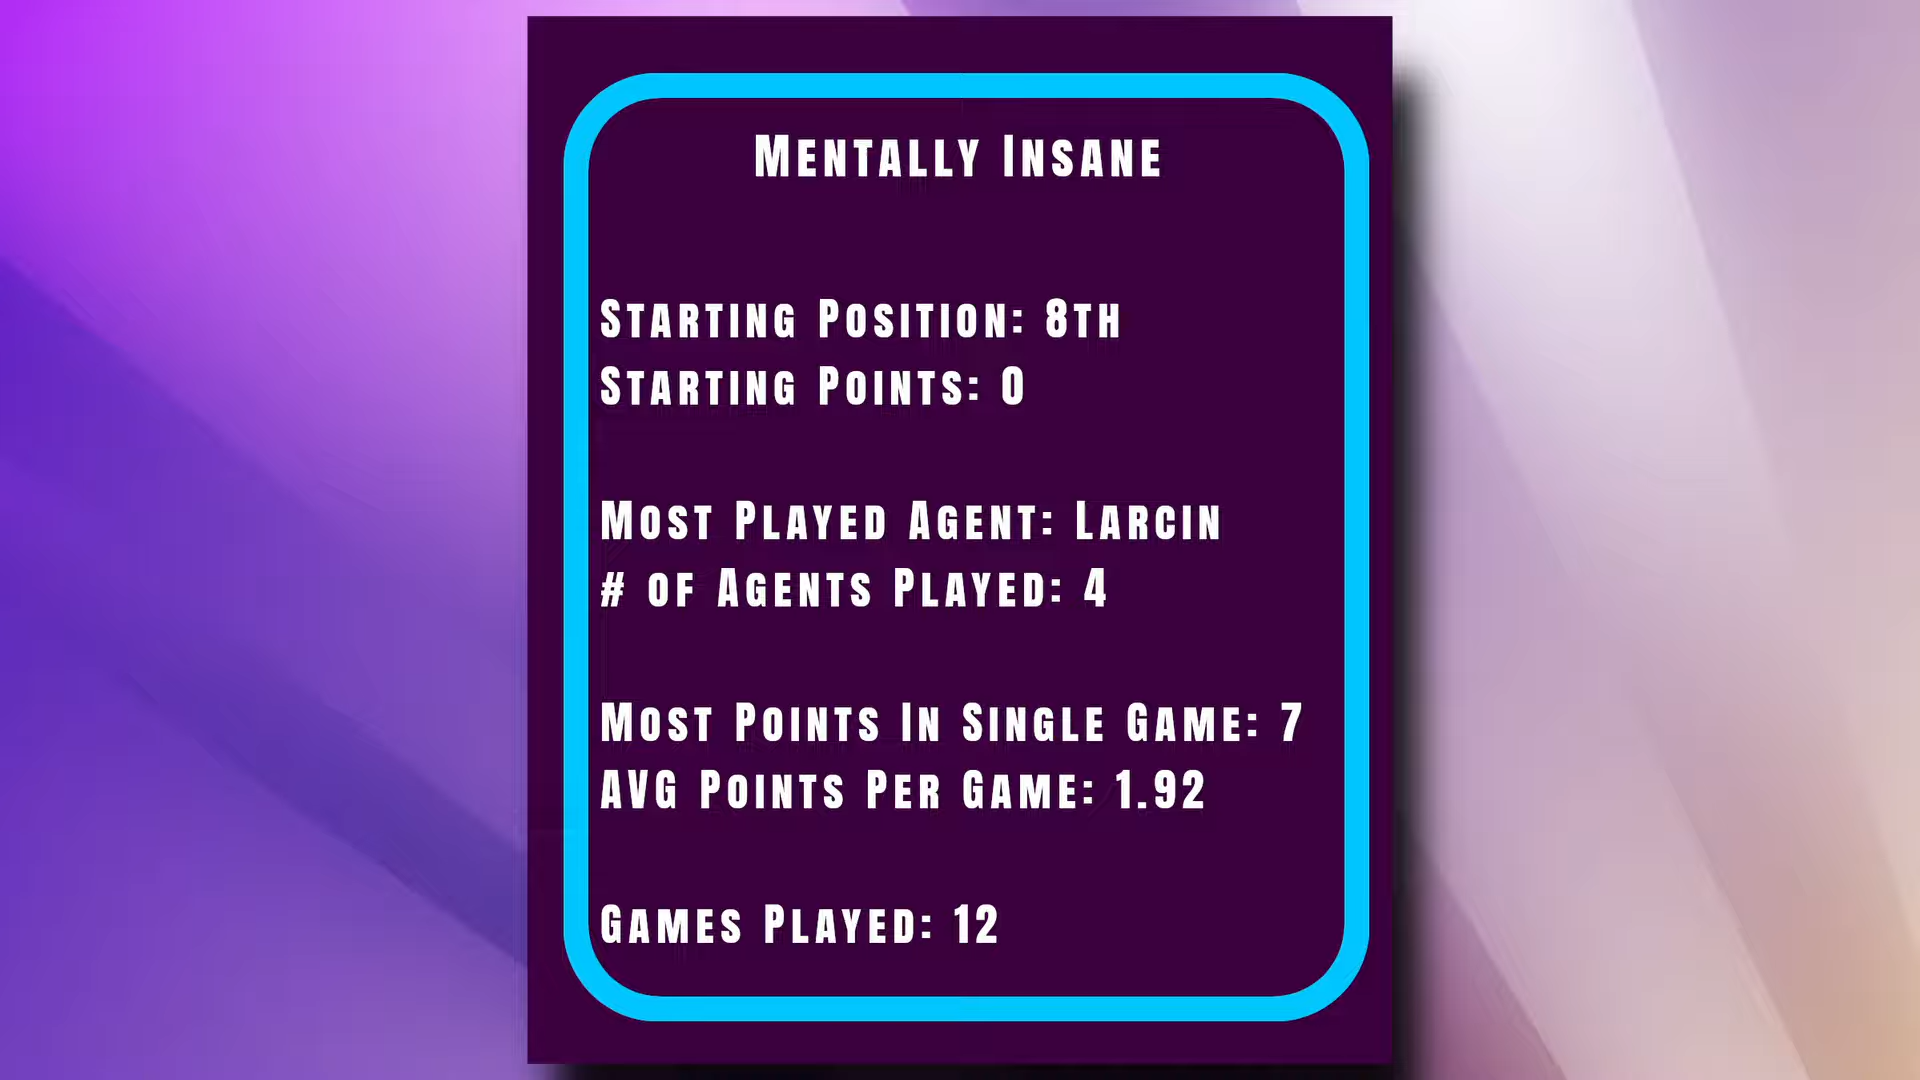 Mentally Insane
Starting Position: 8th
Starting Points: 0
Most Played Agent: Larcin
# of Agents Played: 4
Most Points In Single Game: 7
AVG Points Per Game: 1.92
Games Played: 12